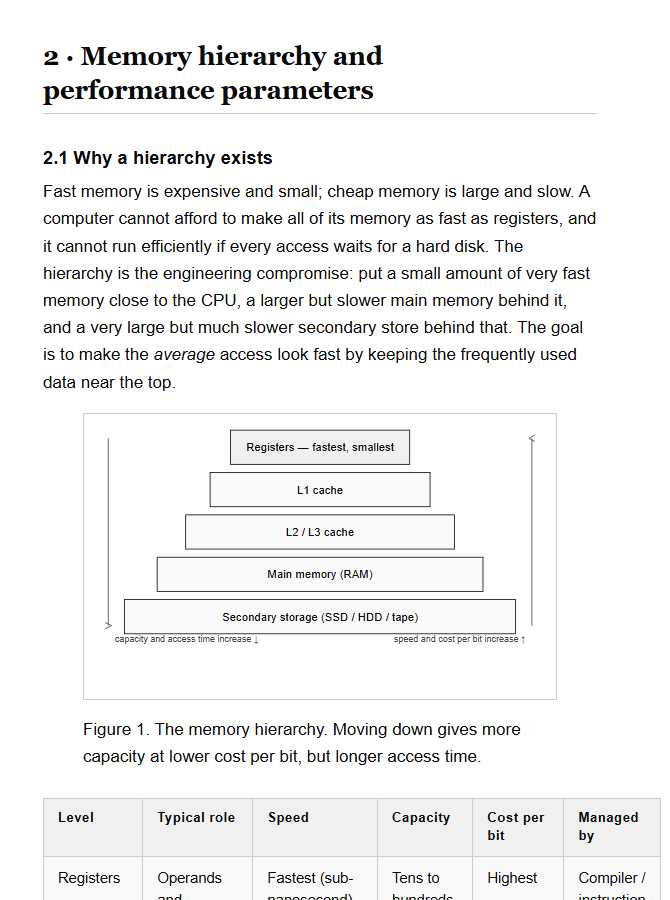 2 · Memory hierarchy and
performance parameters
2.1 Why a hierarchy exists
Fast memory is expensive and small; cheap memory is large and slow. A
computer cannot afford to make all of its memory as fast as registers, and
it cannot run efficiently if every access waits for a hard disk. The
hierarchy is the engineering compromise: put a small amount of very fast
memory close to the CPU, a larger but slower main memory behind it,
and a very large but much slower secondary store behind that. The goal
is to make the average access look fast by keeping the frequently used
data near the top.
Registers — fastest, smallest
L1 cache
L2 / L3 cache
Main memory (RAM)
Secondary storage (SSD / HDD / tape)
capacity and access time increase ↓ speed and cost per bit increase ↑
Figure 1. The memory hierarchy. Moving down gives more
capacity at lower cost per bit, but longer access time.
Level Typical role Speed Capacity Cost per Managed
bit by
Registers Operands Fastest (sub- Tens to Highest Compiler /
and nanosecond) hundreds instruction